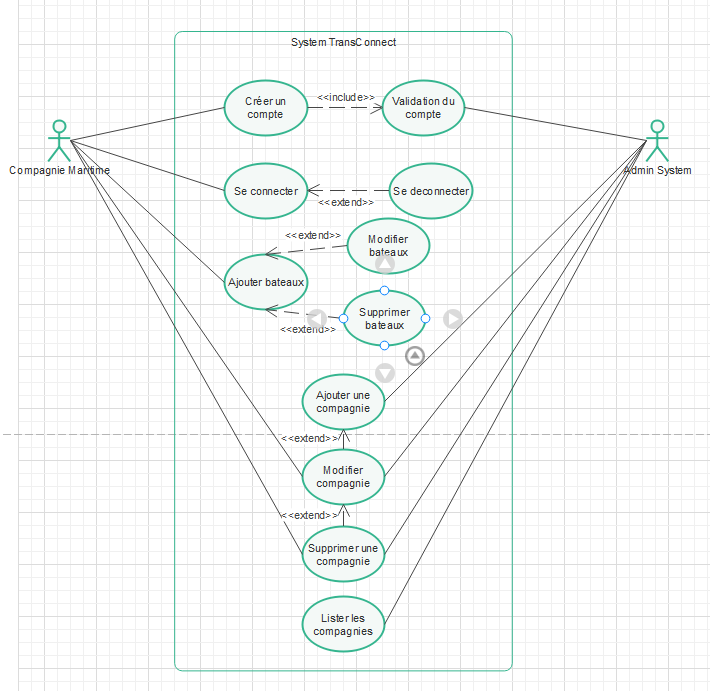 System TransConnect
Créer un
compte
<<include>>
Validation du
compte
Compagnie Maritime
Admin System
Se connecter
<<extend>>
Se deconnecter
<<extend>>
Modifier
bateaux
Ajouter bateaux
Supprimer
bateaux
<<extend>>
Ajouter une
compagnie
<<extend>>
Modifier
compagnie
<<extend>>
Supprimer une
compagnie
Lister les
compagnies